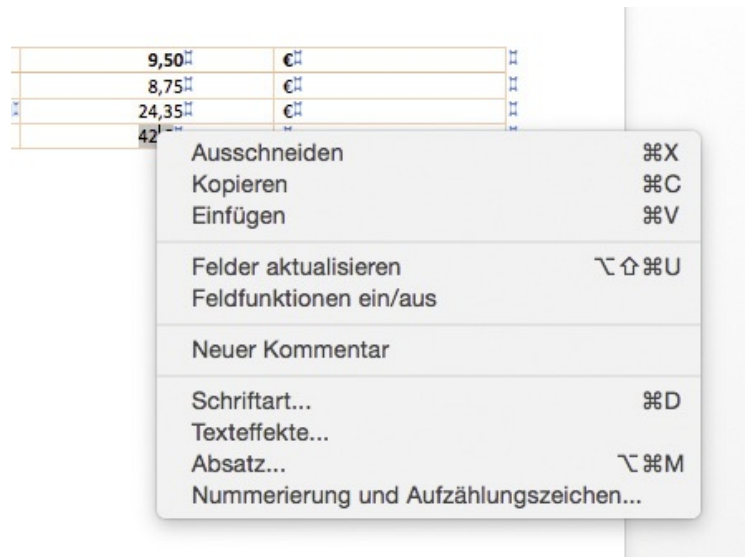 9,50 €
8,75 €
24,35 €
42
Ausschneiden ⌘X
Kopieren ⌘C
Einfügen ⌘V
Felder aktualisieren ⌥⇧⌘U
Feldfunktionen ein/aus
Neuer Kommentar
Schriftart... ⌘D
Texteffekte...
Absatz... ⌥⌘M
Nummerierung und Aufzählungszeichen...